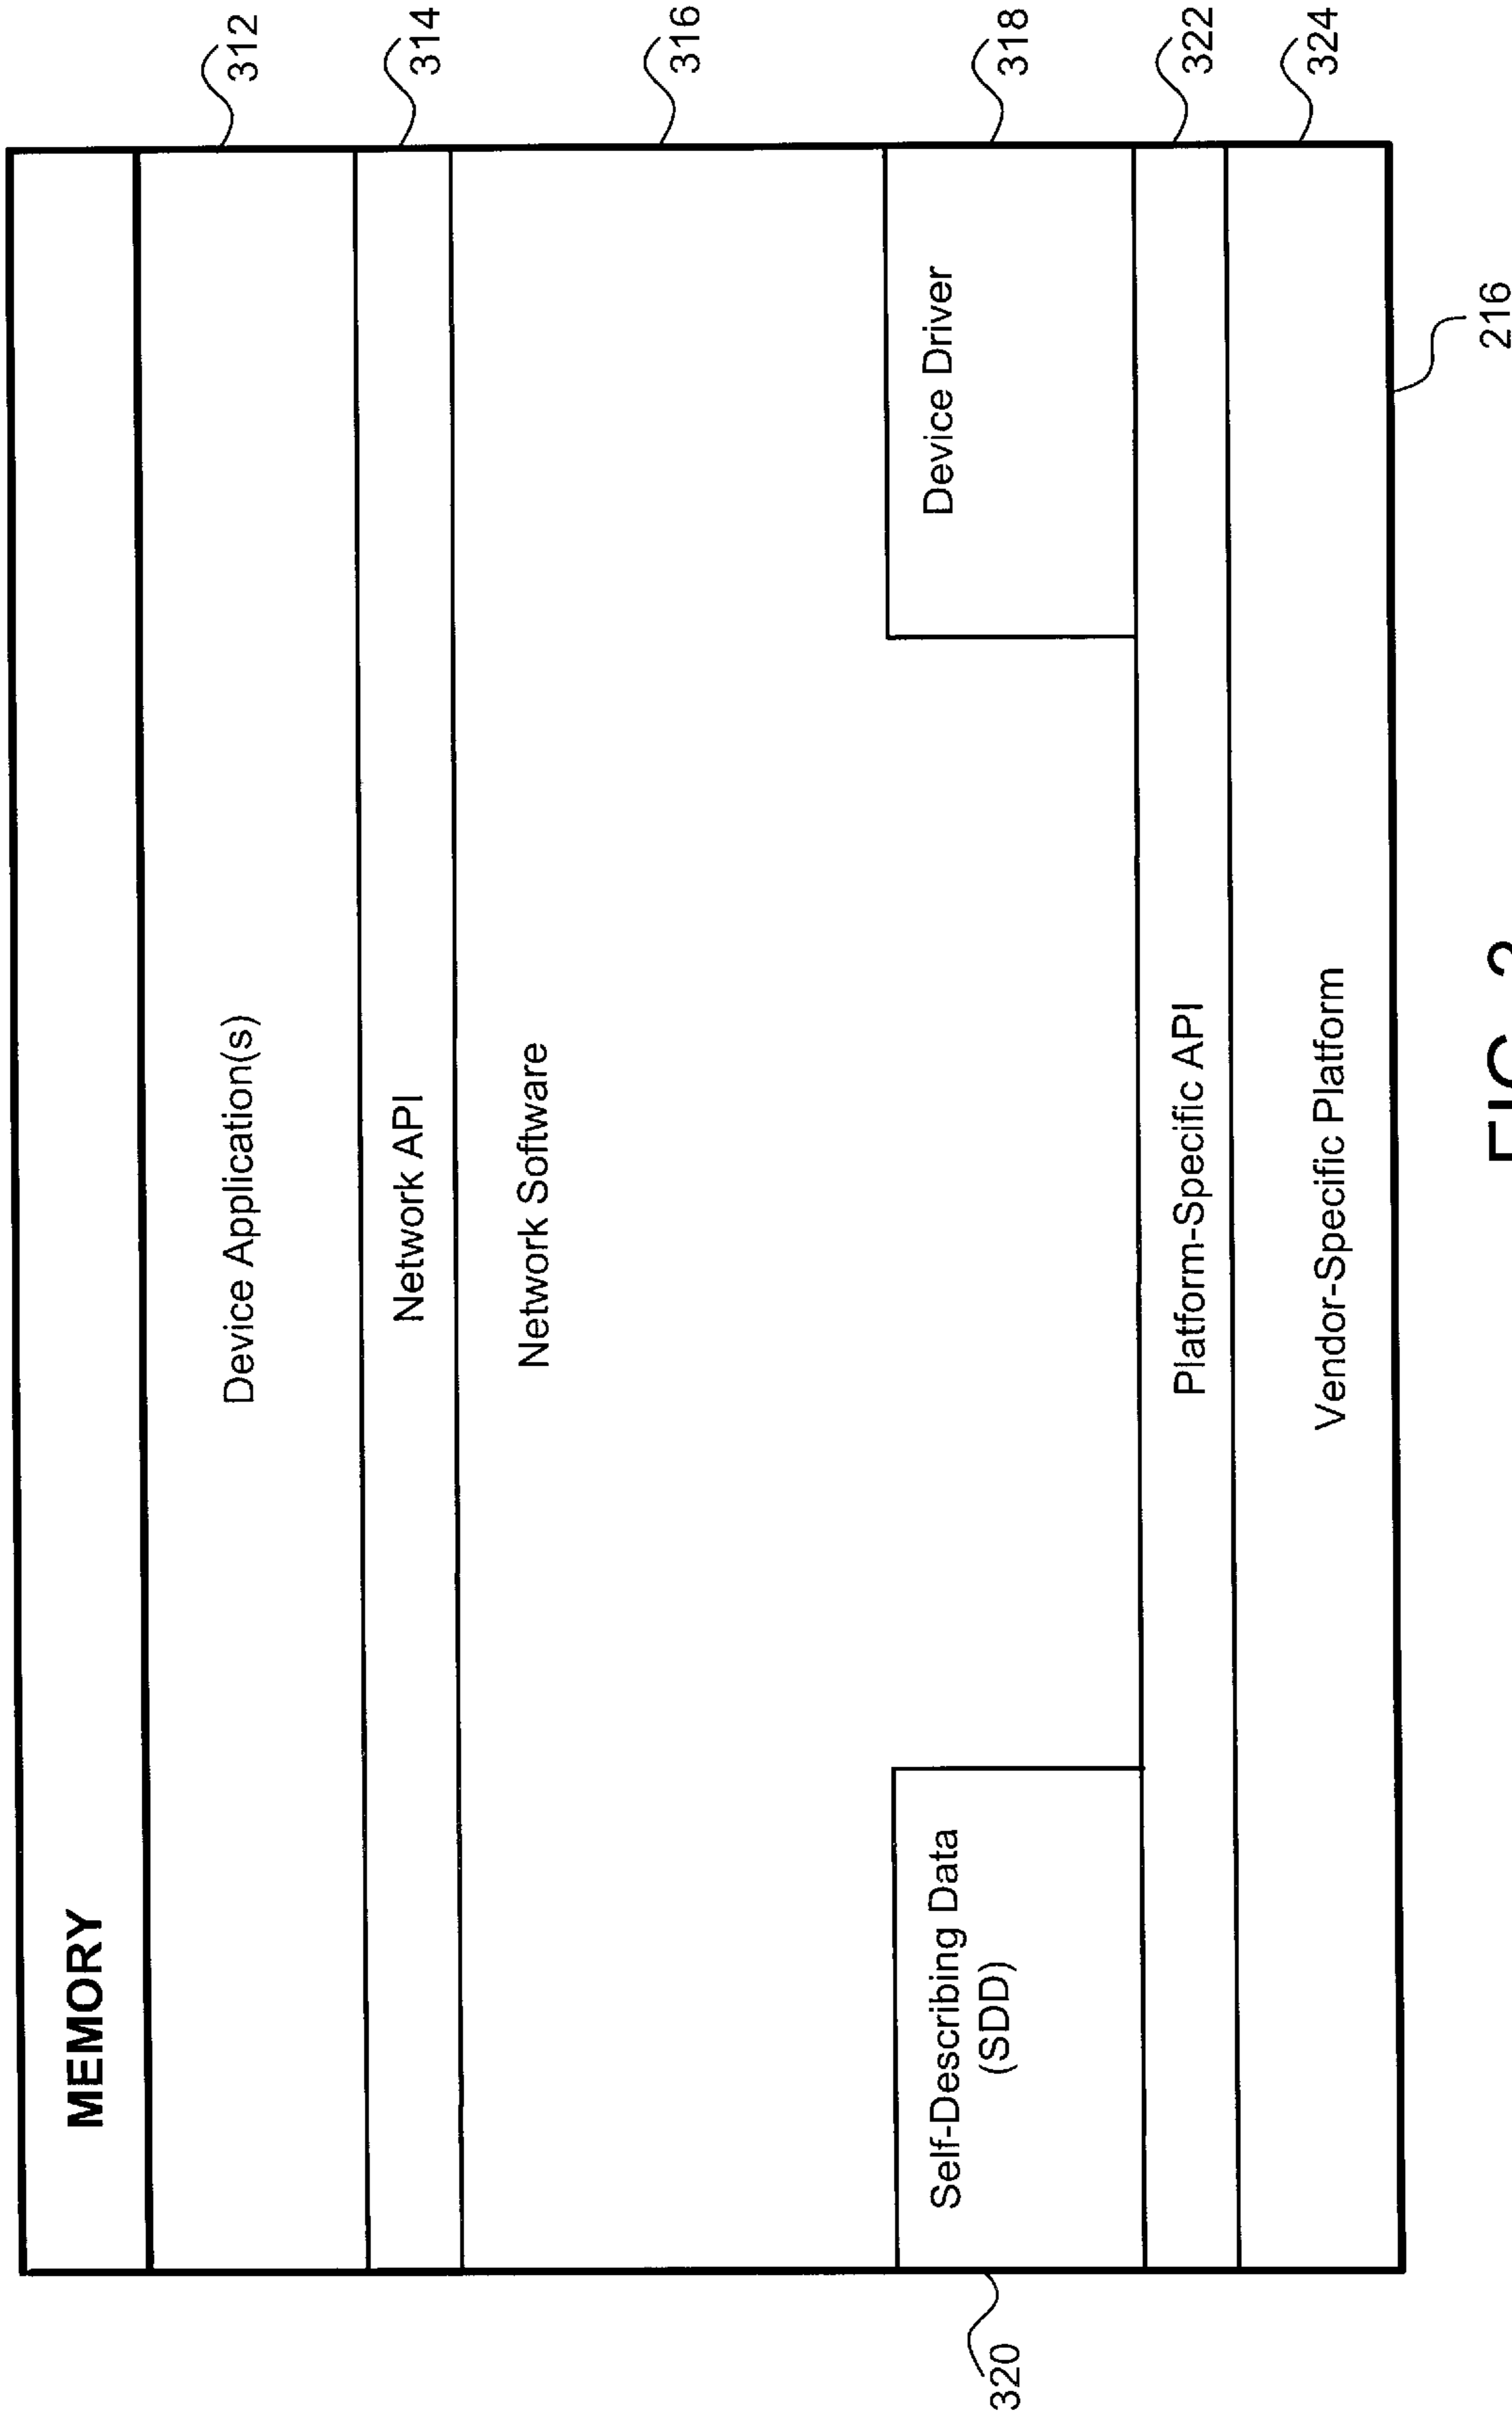 MEMORY
312
Device Application(s)
314
Network API
316
Network Software
318
Device Driver
320
Self-Describing Data
(SDD)
322
Platform-Specific API
324
Vendor-Specific Platform
216
FIG